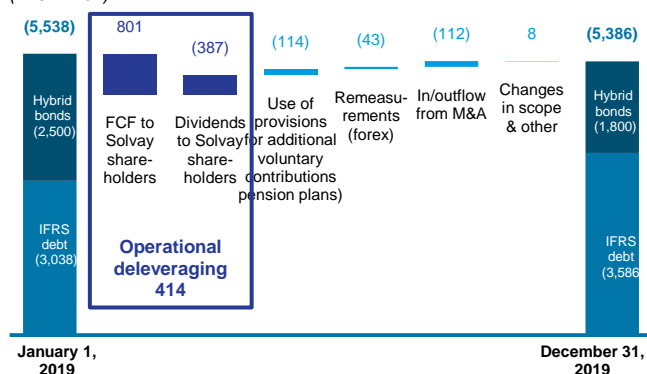 (5,538)
801
(387)
(114)
(43)
(112)
8
(5,386)
Hybrid
bonds
(2,500)
FCF to
Solvay
share-
holders
Dividends
to Solvay
share-
holders
Use of
provisions
for additional
voluntary
contributions
pension plans)
Remeasu-
rements
(forex)
In/outflow
from M&A
Changes
in scope
& other
Hybrid
bonds
(1,800)
IFRS
debt
(3,038)
Operational
deleveraging
414
IFRS
debt
(3,586
January 1,
2019
December 31,
2019